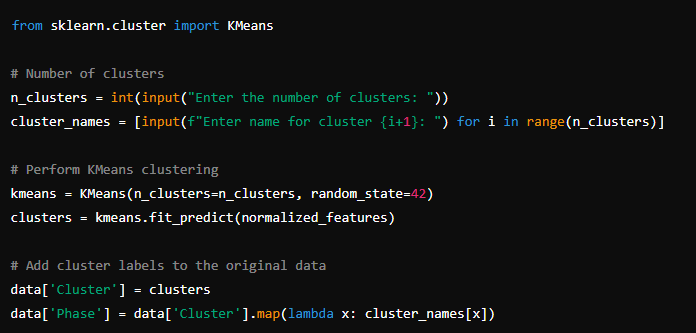 from sklearn.cluster import KMeans
# Number of clusters
n_clusters = int(input("Enter the number of clusters: "))
cluster_names = [input(f"Enter name for cluster {i+1}: ") for i in range(n_clusters)]
# Perform KMeans clustering
kmeans = KMeans(n_clusters=n_clusters, random_state=42)
clusters = kmeans.fit_predict(normalized_features)
# Add cluster labels to the original data
data['Cluster'] = clusters
data['Phase'] = data['Cluster'].map(lambda x: cluster_names[x])